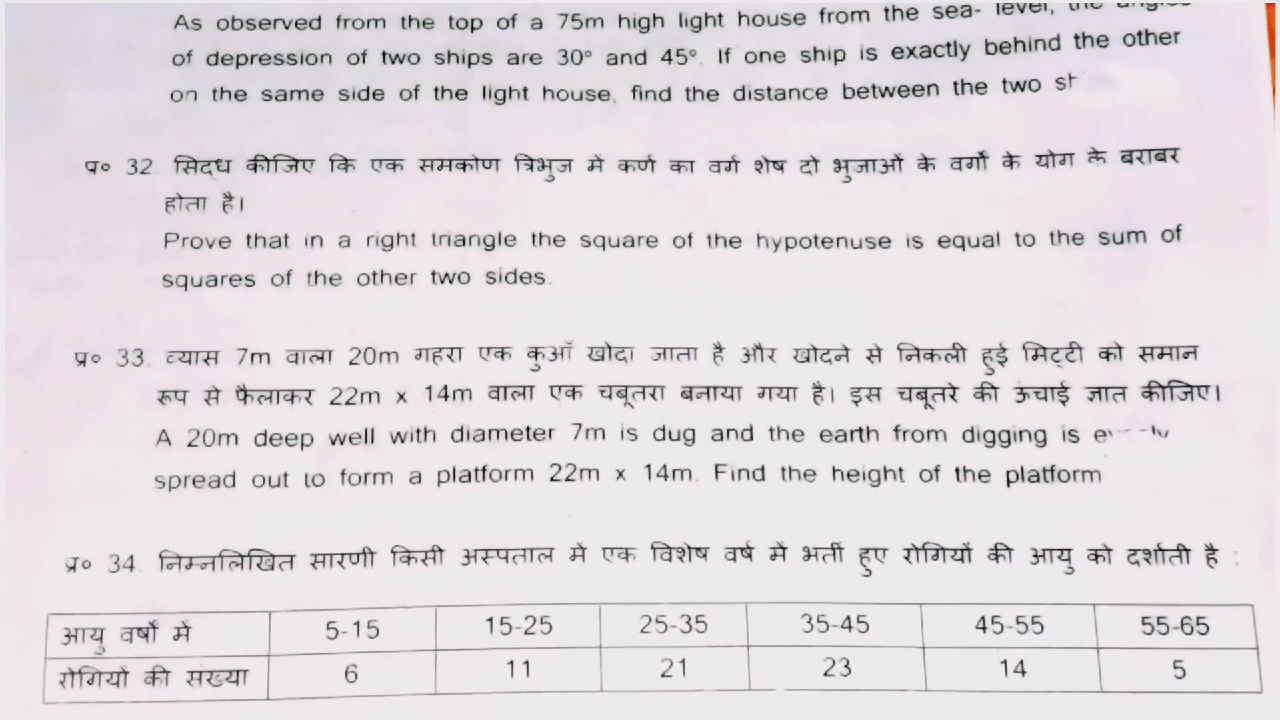 As observed from the top of a 75m high light house from the sea- level, the angles
of depression of two ships are 30° and 45°. If one ship is exactly behind the other
on the same side of the light house, find the distance between the two
प्र० 32. सिद्ध कीजिए कि एक समकोण त्रिभुज में कर्ण का वर्ग शेष दो भुजाओं के वर्गों के योग के बराबर
होता है।
Prove that in a right triangle the square of the hypotenuse is equal to the sum of
squares of the other two sides.
प्र० 33. व्यास 7m वाला 20m गहरा एक कुआँ खोदा जाता है और खोदने से निकली हुई मिट्टी को समान
रूप से फैलाकर 22m x 14m वाला एक चबूतरा बनाया गया है। इस चबूतरे की ऊंचाई ज्ञात कीजिए।
A 20m deep well with diameter 7m is dug and the earth from digging is
spread out to form a platform 22m x 14m. Find the height of the platform
प्र० 34. निम्नलिखित सारणी किसी अस्पताल में एक विशेष वर्ष में भर्ती हुए रोगियों की आयु को दर्शाती है :
आयु वर्षों में 5-15 15-25 25-35 35-45 45-55 55-65
रोगियों की संख्या 6 11 21 23 14 5